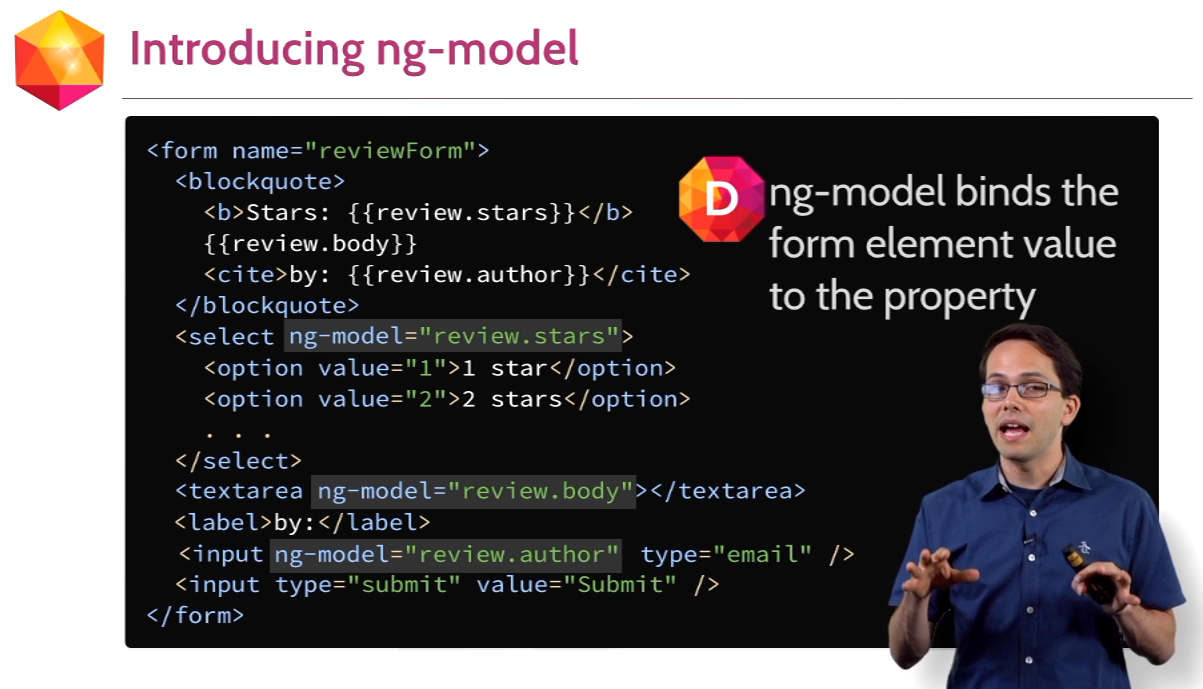 Introducing ng-model
<form name="reviewForm">
<blockquote>
<b>Stars: {{review.stars}}</b>
{{review.body}}
<cite>by: {{review.author}}</cite>
</blockquote>
<select ng-model="review.stars">
<option value="1">1 star</option>
<option value="2">2 stars</option>
. . .
</select>
<textarea ng-model="review.body"></textarea>
<label>by:</label>
<input ng-model="review.author" type="email" />
<input type="submit" value="Submit" />
</form>
D
ng-model binds the
form element value
to the property